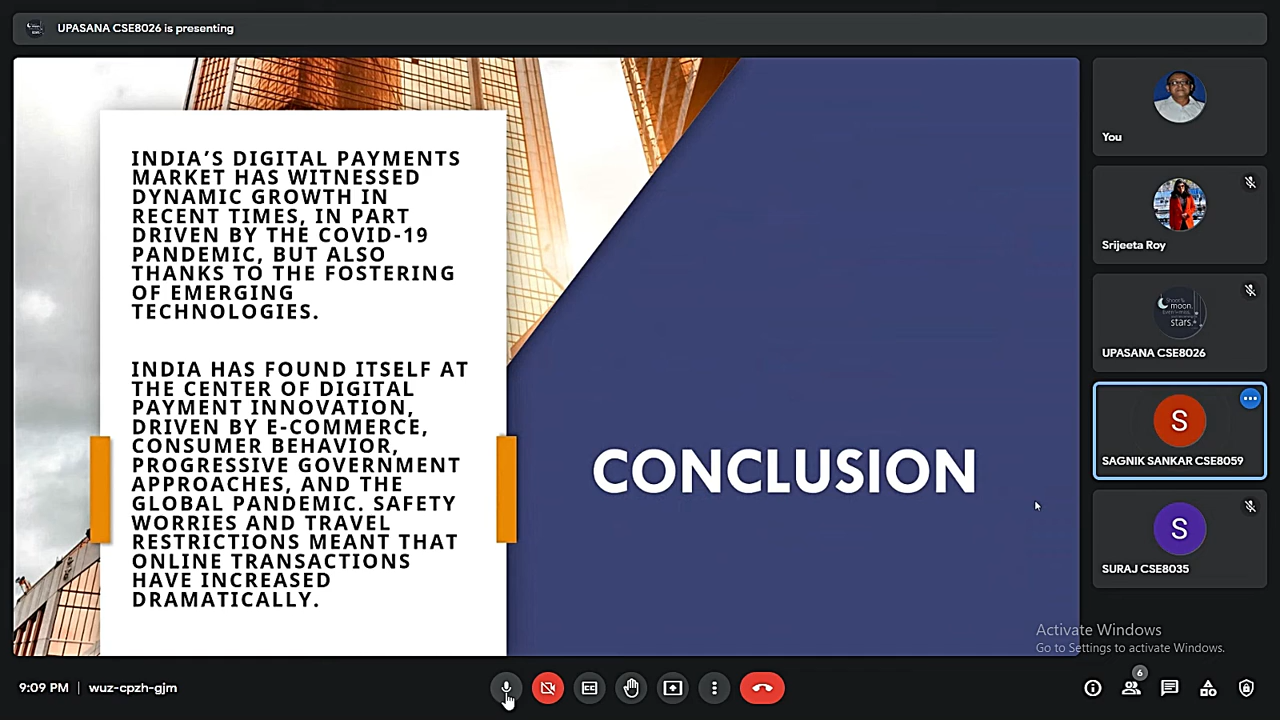 UPASANA CSE8026 is presenting
INDIA'S DIGITAL PAYMENTS
MARKET HAS WITNESSED
DYNAMIC GROWTH IN
RECENT TIMES, IN PART
DRIVEN BY THE COVID-19
PANDEMIC, BUT ALSO
THANKS TO THE FOSTERING
OF EMERGING
TECHNOLOGIES.
INDIA HAS FOUND ITSELF AT
THE CENTER OF DIGITAL
PAYMENT INNOVATION,
DRIVEN BY E-COMMERCE,
CONSUMER BEHAVIOR,
PROGRESSIVE GOVERNMENT
APPROACHES, AND THE
GLOBAL PANDEMIC. SAFETY
WORRIES AND TRAVEL
RESTRICTIONS MEANT THAT
ONLINE TRANSACTIONS
HAVE INCREASED
DRAMATICALLY.
CONCLUSION
You
Srijeeta Roy
moon.
stars.
UPASANA CSE8026
S
SAGNIK SANKAR CSE8059
S
SURAJ CSE8035
Activate Windows
Go to Settings to activate Windows.
9:09 PM | wuz-cpzh-gjm
CC
6